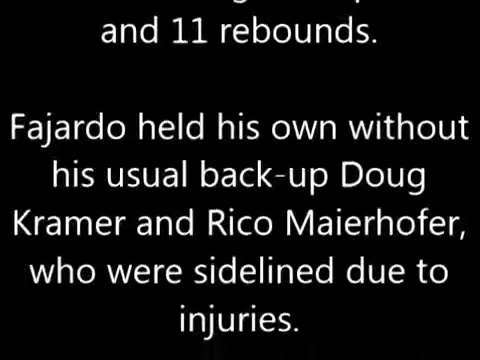 and 11 rebounds.
Fajardo held his own without
his usual back-up Doug
Kramer and Rico Maierhofer,
who were sidelined due to
injuries.